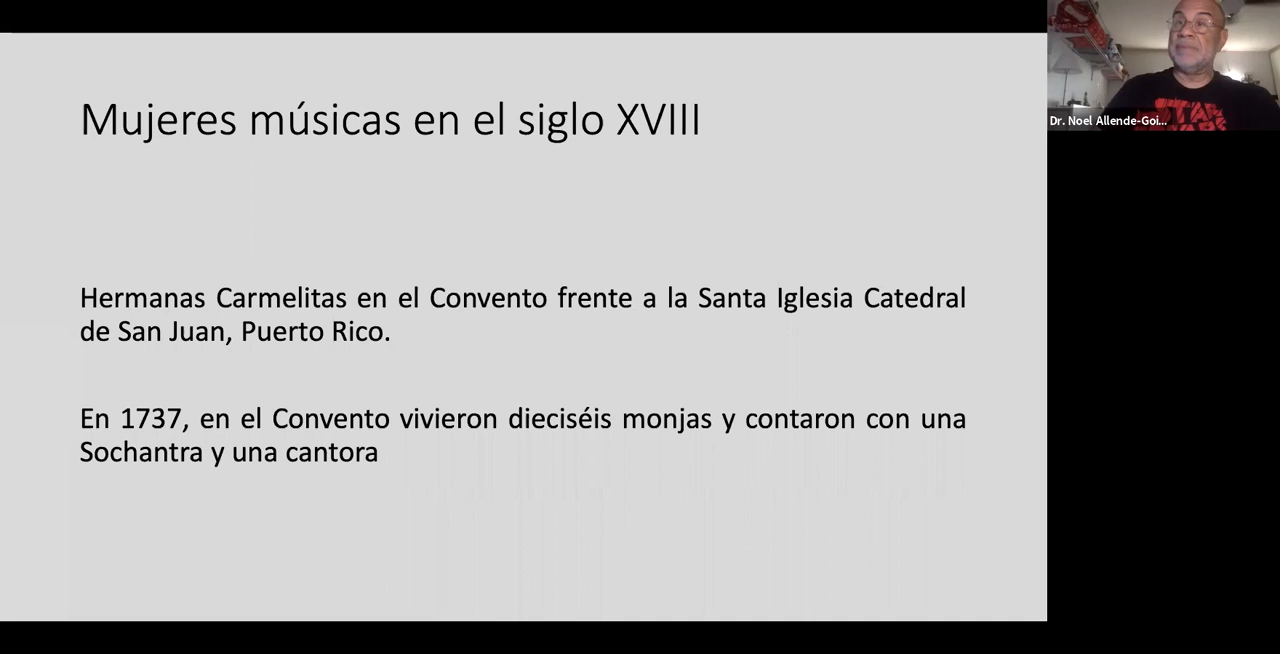 Mujeres músicas en el siglo XVIII
Hermanas Carmelitas en el Convento frente a la Santa Iglesia Catedral
de San Juan, Puerto Rico.
En 1737, en el Convento vivieron dieciséis monjas y contaron con una
Sochantra y una cantora
Dr. Noel Allende-Goi...